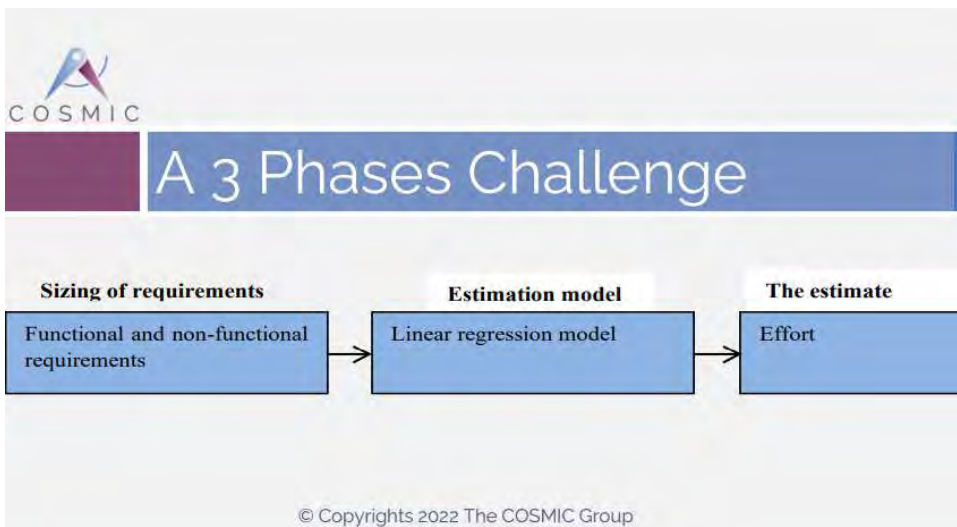 COSMIC
A 3 Phases Challenge
Sizing of requirements
Functional and non-functional
requirements
Estimation model
Linear regression model
The estimate
Effort
© Copyrights 2022 The COSMIC Group